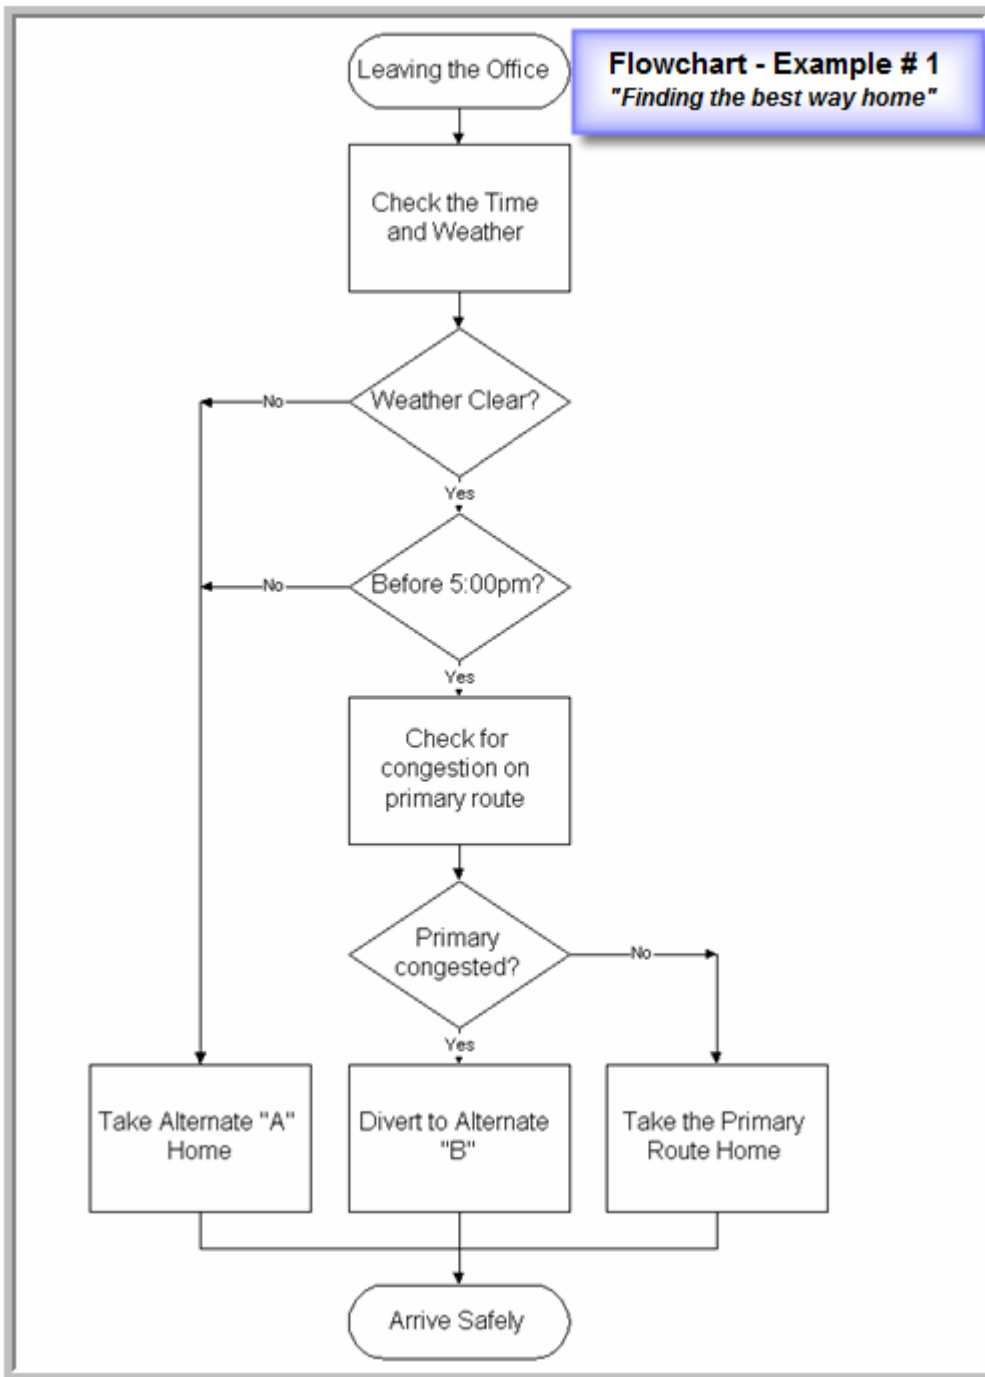 Flowchart - Example # 1
"Finding the best way home"
Leaving the Office
Check the Time
and Weather
Weather Clear?
No
Yes
Before 5:00pm?
No
Yes
Check for
congestion on
primary route
Primary
congested?
No
Yes
Take Alternate "A"
Home
Divert to Alternate
"B"
Take the Primary
Route Home
Arrive Safely